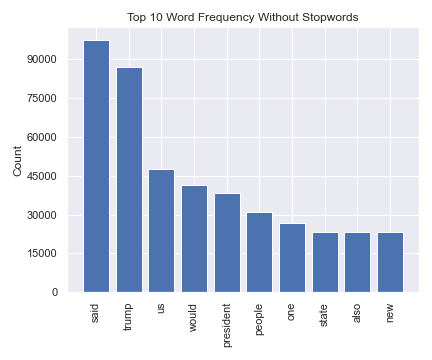 Top 10 Word Frequency Without Stopwords
90000
75000
60000
45000
30000
15000
0
Count
said
trump
us
would
president
people
one
state
also
new